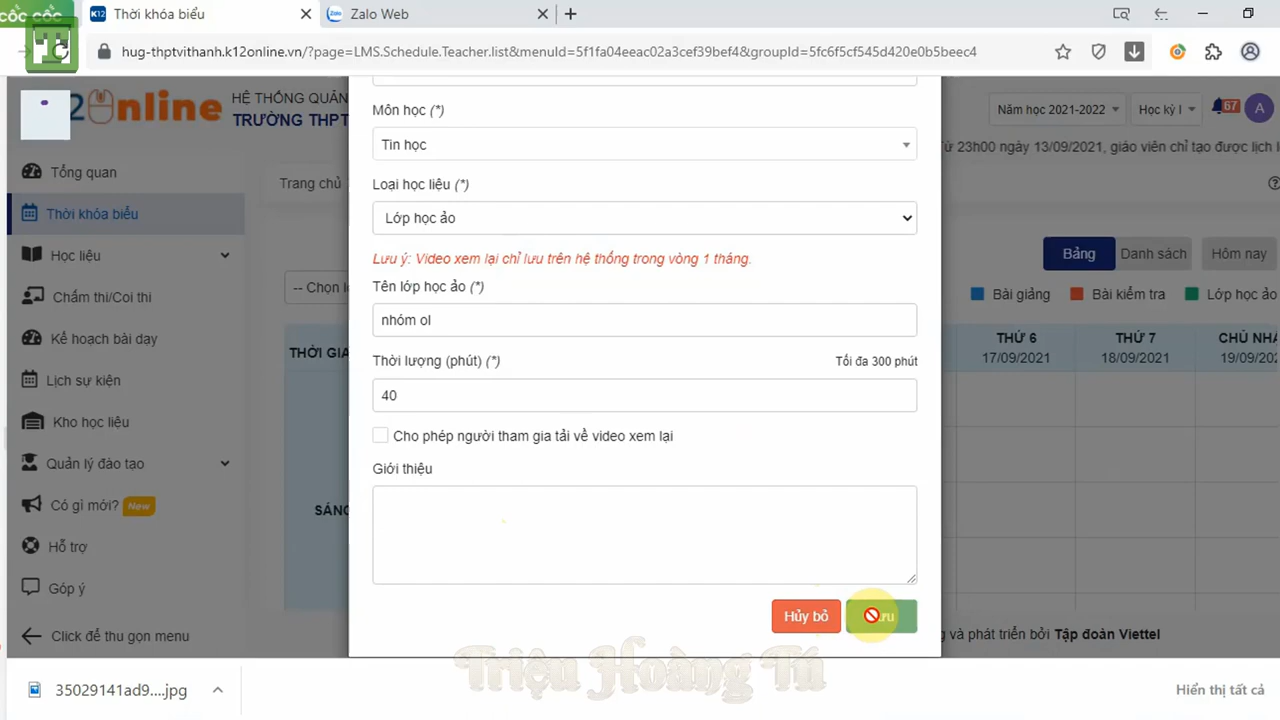 cốc cốc
K12
Thời khóa biểu
Zalo Web
hug-thptvithanh.k12online.vn/?page=LMS.Schedule.Teacher.list&menuId=5f1fa04eeac02a3cef39bef4&groupId=5fc6f5cf545d420e0b5beec4
Online
HỆ THỐNG QUẢN
TRƯỜNG THPT
Năm học 2021-2022
Học kỳ I
67
A
23h00 ngày 13/09/2021, giáo viên chỉ tạo được lịch
Tổng quan
Thời khóa biểu
Học liệu
Chấm thi/Coi thi
Kế hoạch bài dạy
Lịch sự kiện
Kho học liệu
Quản lý đào tạo
Có gì mới? New
Hỗ trợ
Góp ý
Click để thu gọn menu
Trang chủ
-- Chọn
THỜI GIA
SÁNG
Môn học (*)
Tin học
Loại học liệu (*)
Lớp học ảo
Lưu ý: Video xem lại chỉ lưu trên hệ thống trong vòng 1 tháng.
Tên lớp học ảo (*)
nhóm ol
Thời lượng (phút) (*)
Tối đa 300 phút
40
Cho phép người tham gia tải về video xem lại
Giới thiệu
Hủy bỏ
Bảng
Danh sách
Hôm nay
Bài giảng
Bài kiểm tra
Lớp học ảo
THỨ 6
17/09/2021
THỨ 7
18/09/2021
CHỦ NHẬ
19/09/202
và phát triển bởi Tập đoàn Viettel
Triệu Hoàng Tú
35029141ad9....jpg
Hiển thị tất cả